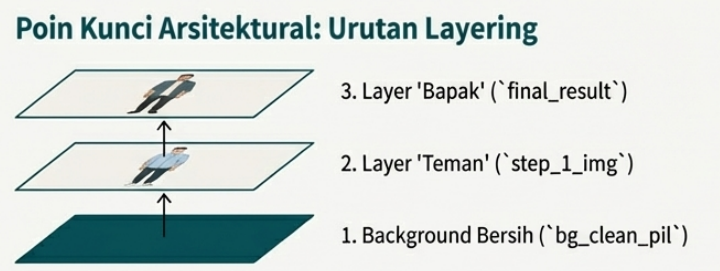 Poin Kunci Arsitektural: Urutan Layering
3. Layer 'Bapak' (`final_result`)
2. Layer 'Teman' (`step_1_img`)
1. Background Bersih (`bg_clean_pil`)